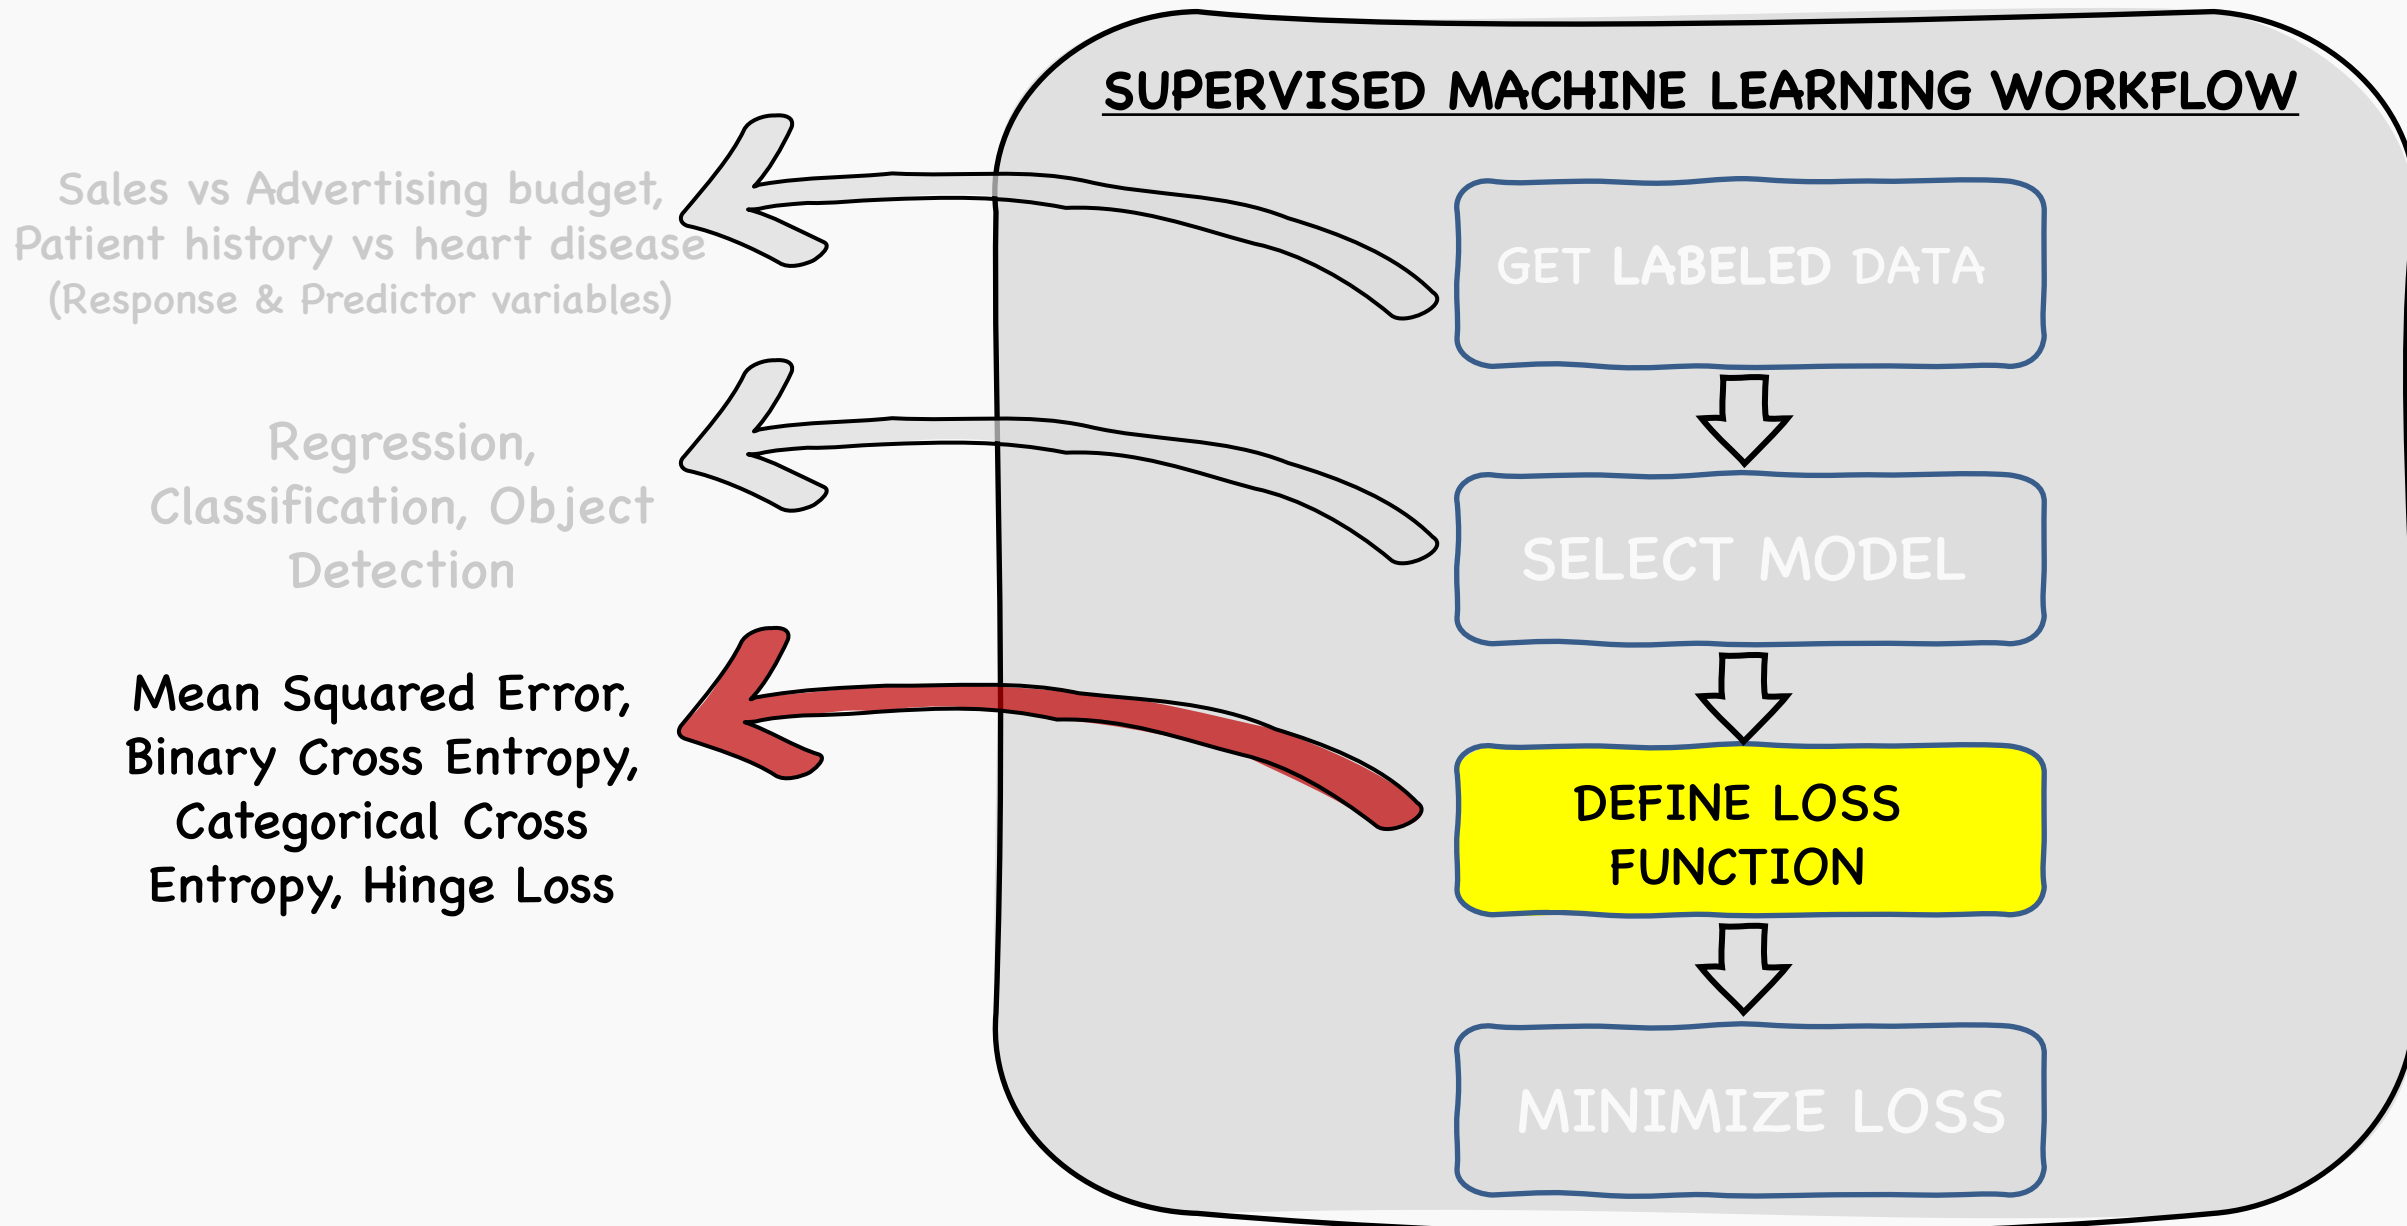 SUPERVISED MACHINE LEARNING WORKFLOW
Sales vs Advertising budget,
Patient history vs heart disease
(Response & Predictor variables)
GET LABELED DATA
Regression,
Classification, Object
Detection
SELECT MODEL
Mean Squared Error,
Binary Cross Entropy,
Categorical Cross
Entropy, Hinge Loss
DEFINE LOSS
FUNCTION
MINIMIZE LOSS